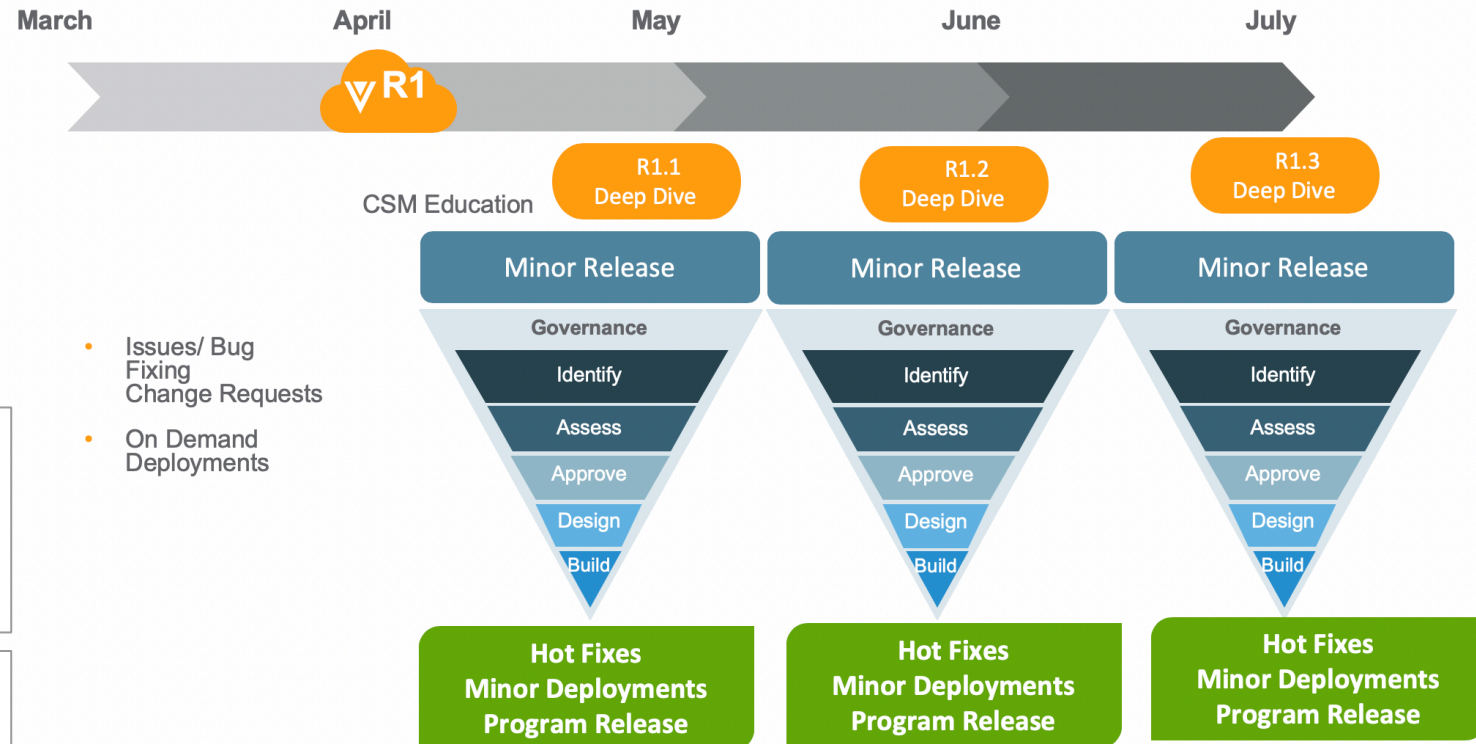 March
April
May
June
July
R1
R1.1
Deep Dive
R1.2
Deep Dive
R1.3
Deep Dive
CSM Education
Minor Release
Minor Release
Minor Release
• Issues/ Bug
Fixing
Change Requests
• On Demand
Deployments
Governance
Identify
Assess
Approve
Design
Build
Governance
Identify
Assess
Approve
Design
Build
Governance
Identify
Assess
Approve
Design
Build
Hot Fixes
Minor Deployments
Program Release
Hot Fixes
Minor Deployments
Program Release
Hot Fixes
Minor Deployments
Program Release